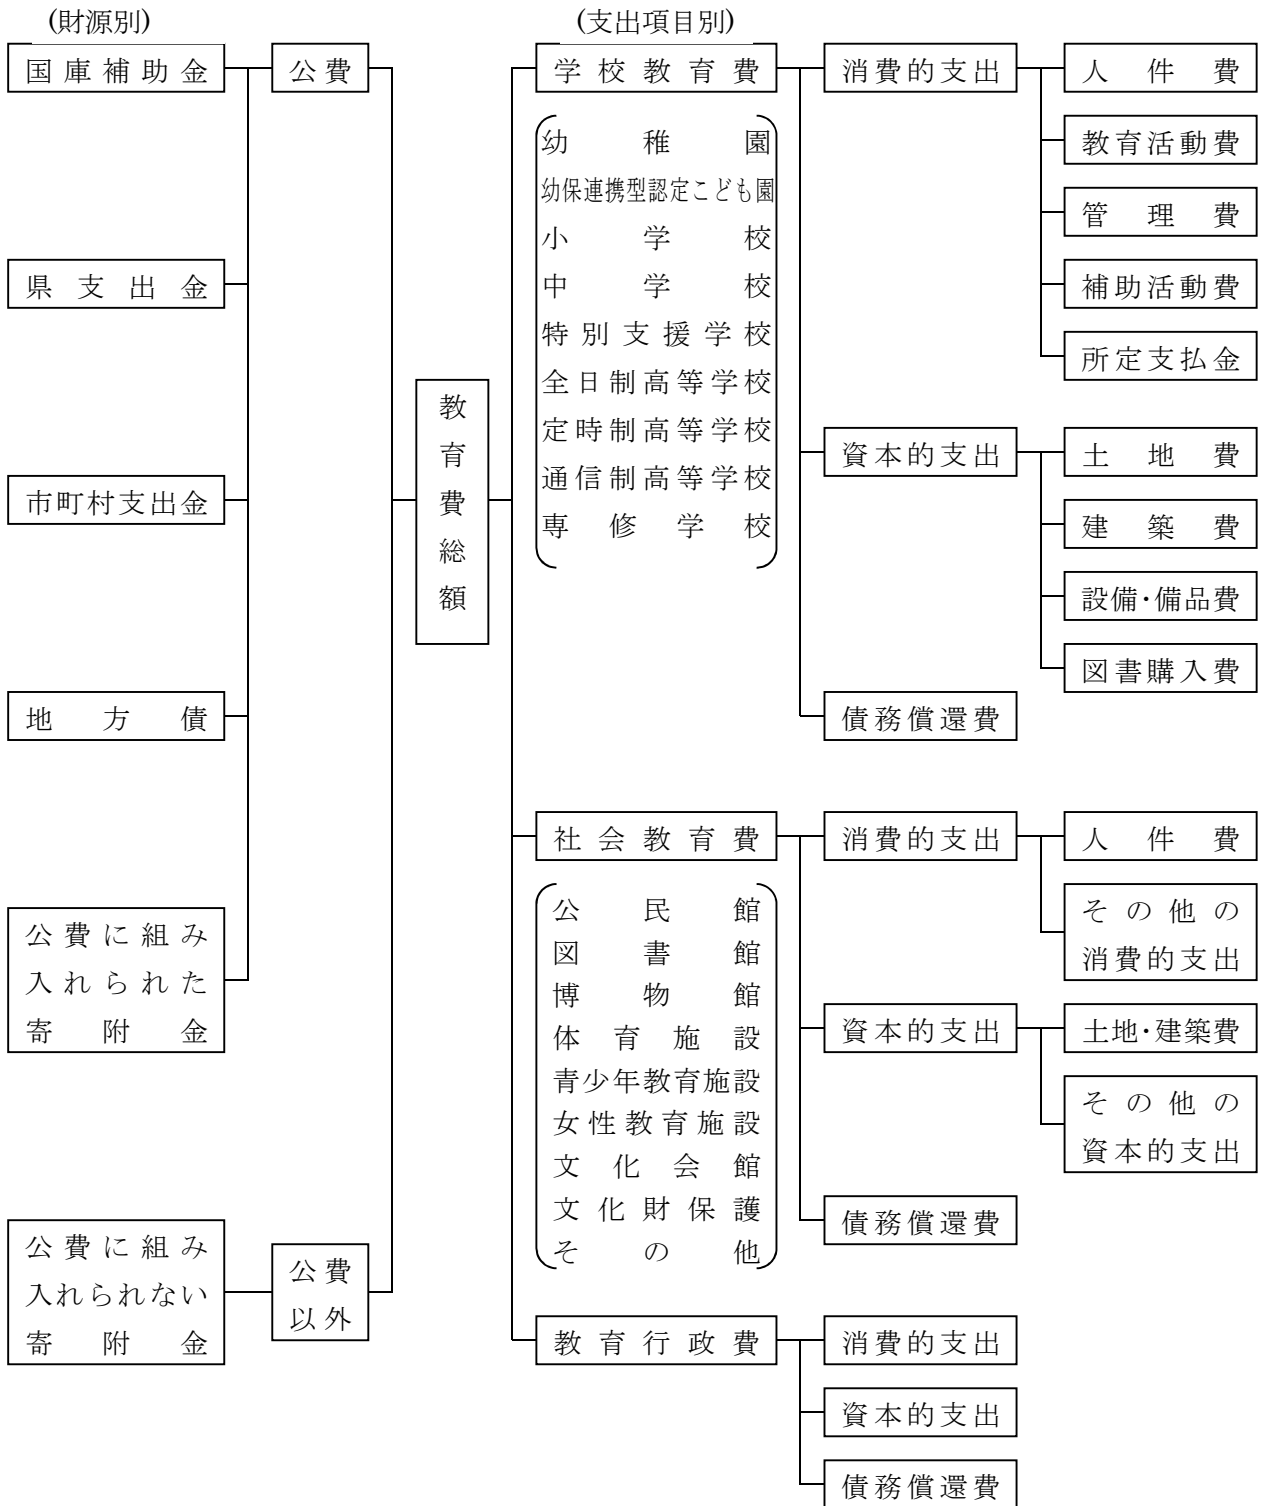 (財源別)
国庫補助金
公費
県支出金
市町村支出金
地方債
公費に組み
入れられた
寄附金
公費に組み
入れられない
寄附金
公費
以外
教
育
費
総
額
(支出項目別)
学校教育費
幼稚園
幼保連携型認定こども園
小学校
中学校
特別支援学校
全日制高等学校
定時制高等学校
通信制高等学校
専修学校
消費的支出
人件費
教育活動費
管理費
補助活動費
所定支払金
資本的支出
土地費
建築費
設備・備品費
図書購入費
債務償還費
社会教育費
公民館
図書館
博物館
体育施設
青少年教育施設
女性教育施設
文化会館
文化財保護
その他
消費的支出
人件費
その他の
消費的支出
資本的支出
土地・建築費
その他の
資本的支出
債務償還費
教育行政費
消費的支出
資本的支出
債務償還費